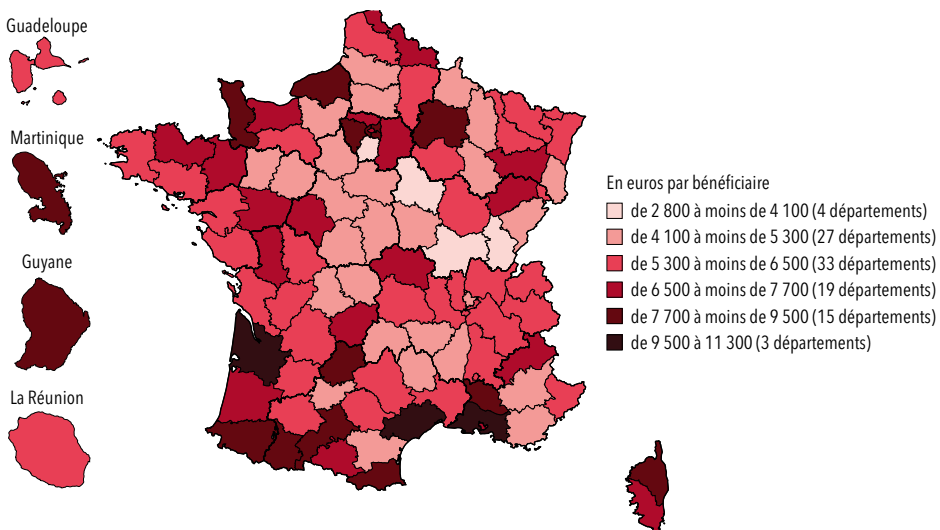 Guadeloupe
Martinique
Guyane
La Réunion
En euros par bénéficiaire
de 2 800 à moins de 4 100 (4 départements)
de 4 100 à moins de 5 300 (27 départements)
de 5 300 à moins de 6 500 (33 départements)
de 6 500 à moins de 7 700 (19 départements)
de 7 700 à moins de 9 500 (15 départements)
de 9 500 à 11 300 (3 départements)